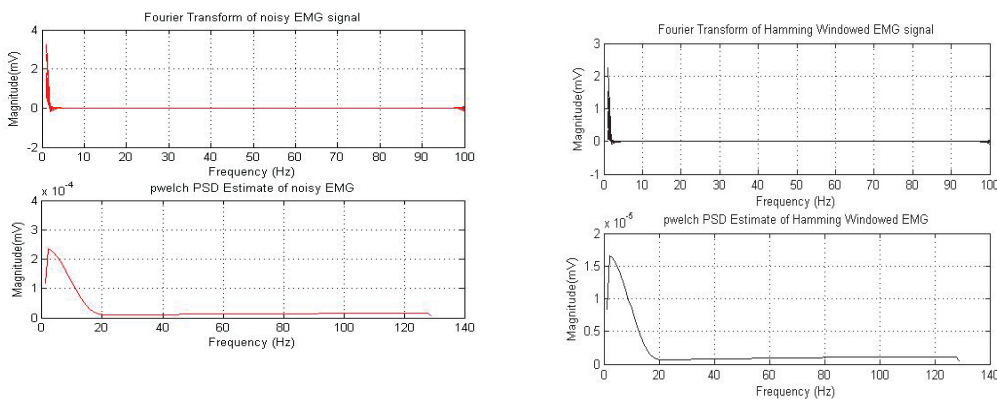 Fourier Transform of noisy EMG signal
4
2
0
-2
Magnitude(mV)
0 10 20 30 40 50 60 70 80 90 100
Frequency (Hz)
pwelch PSD Estimate of noisy EMG
x 10-4
4
3
2
1
0
Magnitude(mV)
0 20 40 60 80 100 120 140
Frequency (Hz)
Fourier Transform of Hamming Windowed EMG signal
3
2
1
0
-1
Magnitude(mV)
0 10 20 30 40 50 60 70 80 90 100
Frequency (Hz)
pwelch PSD Estimate of Hamming Windowed EMG
x 10-5
2
1.5
1
0.5
0
Magnitude(mV)
0 20 40 60 80 100 120 140
Frequency (Hz)